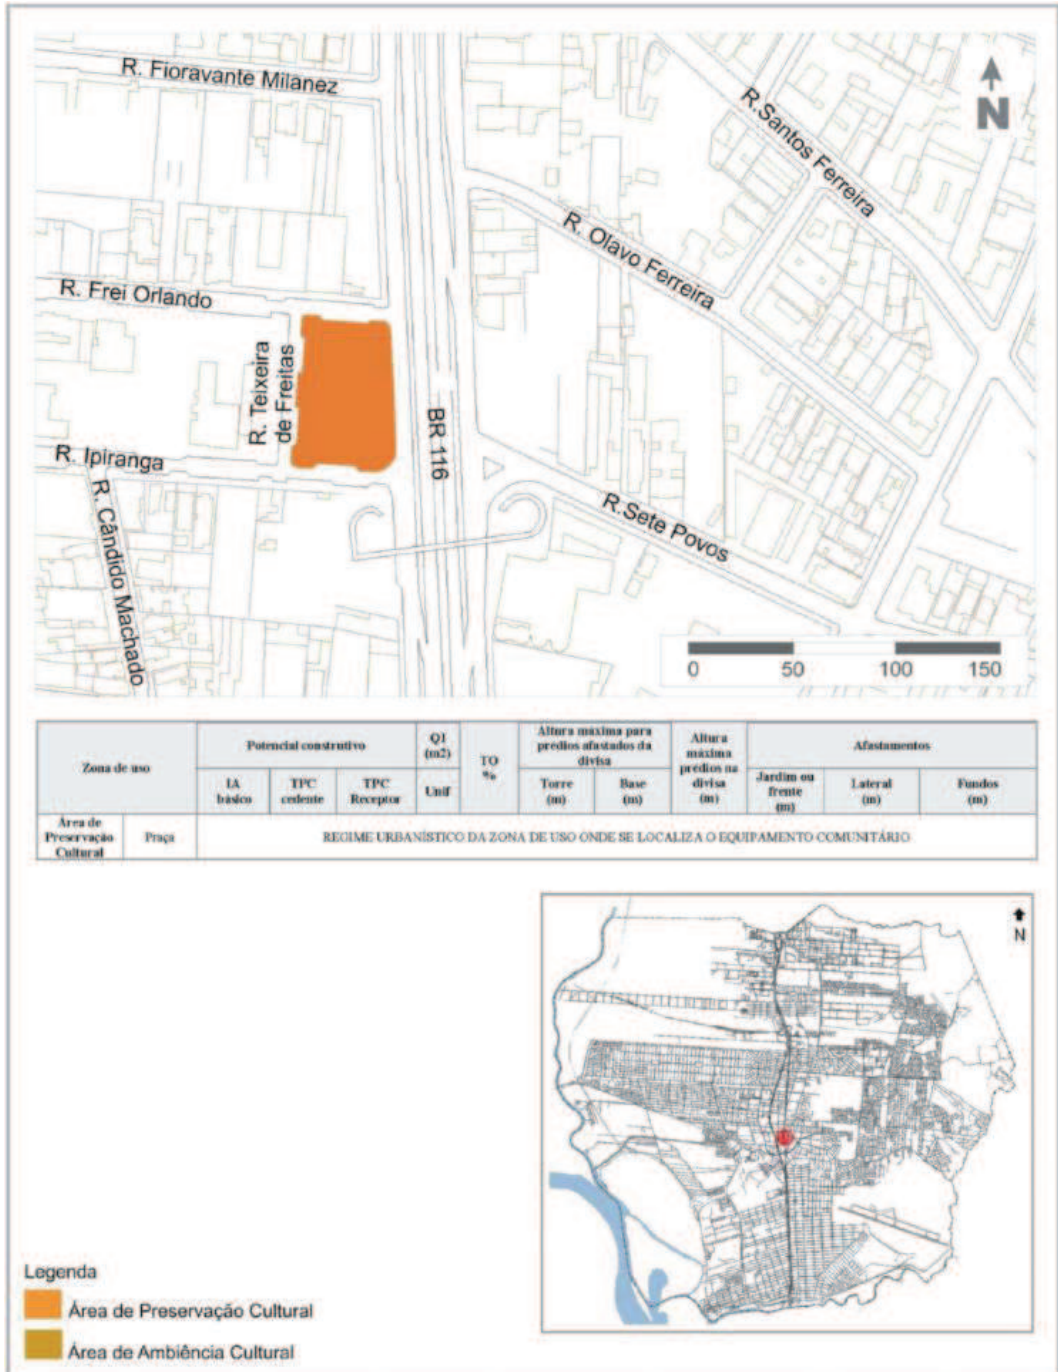 R. Fioravante Milanez
N
R.Santos Ferreira
R. Olavo Ferreira
R. Frei Orlando
R. Teixeira
de Freitas
BR 116
R. Ipiranga
R. Cândido Machado
R.Sete Povos
0 50 100 150
Zona de uso
Potencial construtivo
IA
básico
TPC
cedente
TPC
Receptor
QI
(m2)
Unif
TO
%
Altura máxima para
prédios afastados da
divisa
Torre
(m)
Base
(m)
Altura
máxima
prédios na
divisa
(m)
Afastamentos
Jardim ou
frente
(m)
Lateral
(m)
Fundos
(m)
Área de
Preservação
Cultural
Praça
REGIME URBANÍSTICO DA ZONA DE USO ONDE SE LOCALIZA O EQUIPAMENTO COMUNITÁRIO
N
Legenda
Área de Preservação Cultural
Área de Ambiência Cultural